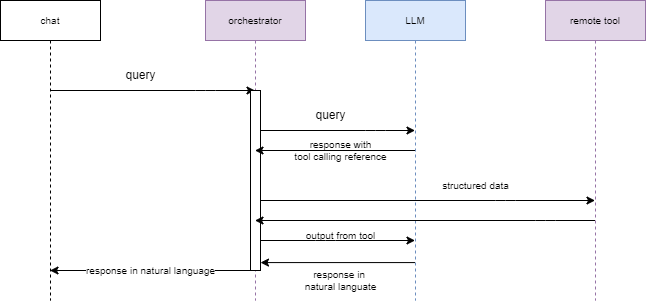 chat
orchestrator
LLM
remote tool
query
query
response with
tool calling reference
structured data
output from tool
response in natural language
response in
natural languate